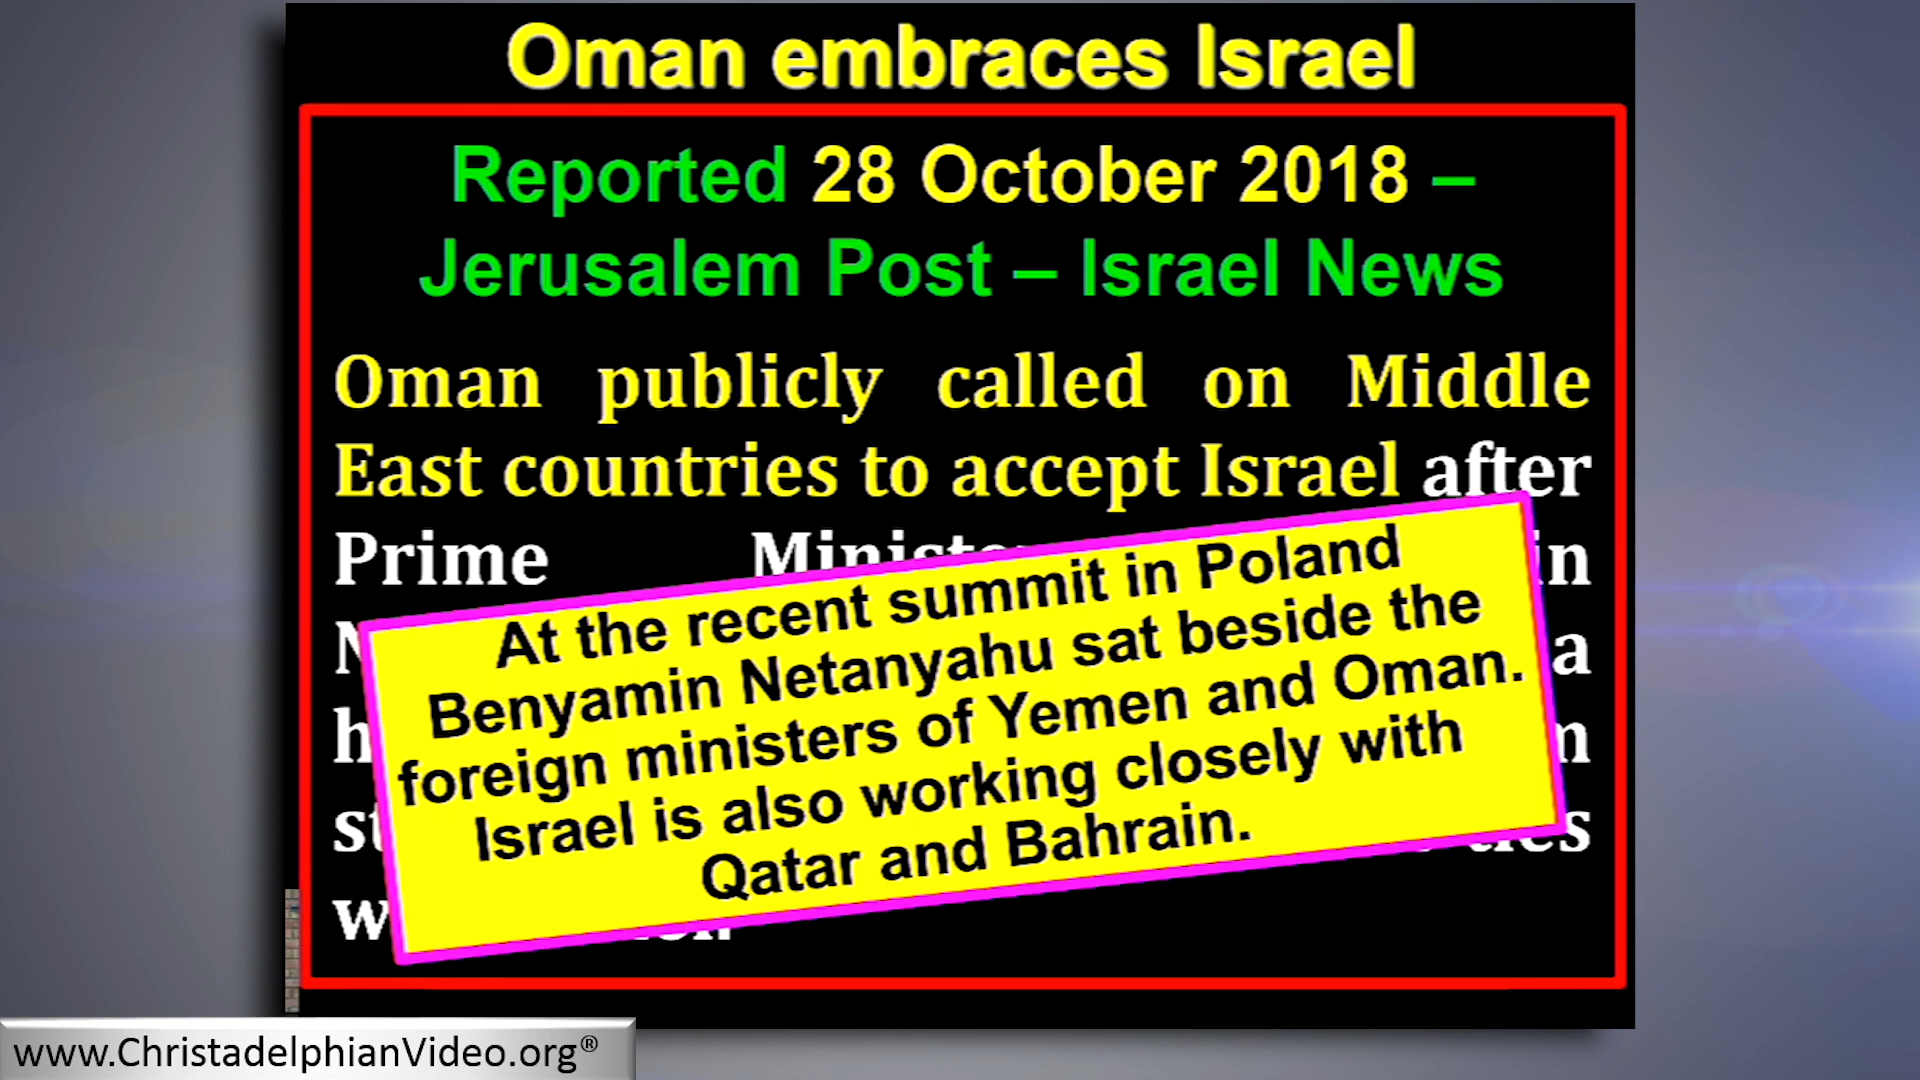 Oman embraces Israel
Reported 28 October 2018 –
Jerusalem Post – Israel News
Oman publicly called on Middle
East countries to accept Israel after
Prime
At the recent summit in Poland
Benyamin Netanyahu sat beside the
foreign ministers of Yemen and Oman.
Israel is also working closely with
Qatar and Bahrain.
www.ChristadelphianVideo.org®